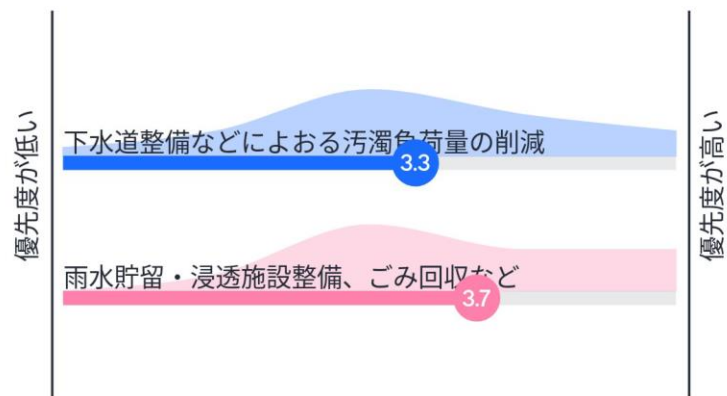 優先度が低い
下水道整備などによおる汚濁負荷量の削減
3.3
雨水貯留・浸透施設整備、ごみ回収など
3.7
優先度が高い